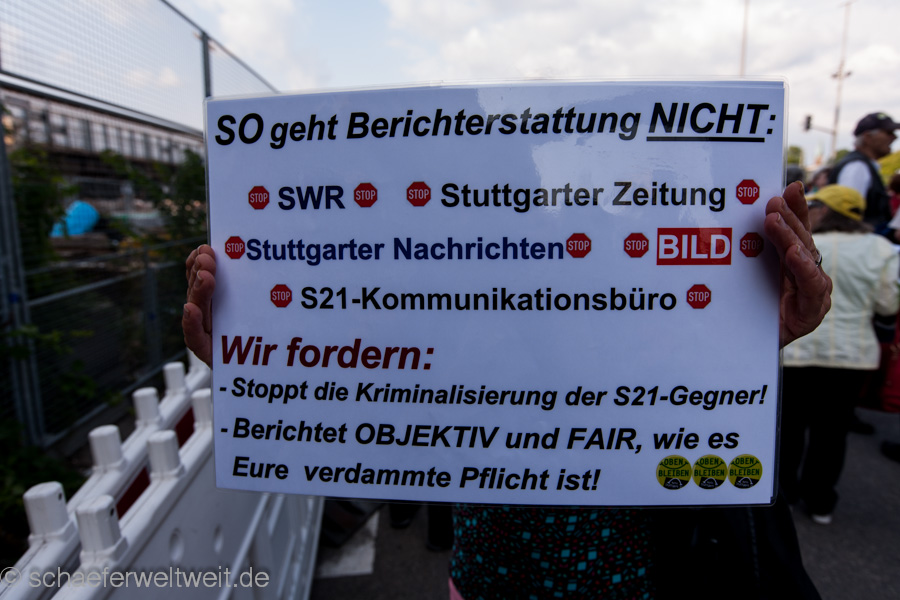 SO geht Berichterstattung NICHT:
STOP SWR STOP STOP Stuttgarter Zeitung STOP
STOP Stuttgarter Nachrichten STOP STOP BILD STOP
STOP S21-Kommunikationsbüro STOP
Wir fordern:
- Stoppt die Kriminalisierung der S21-Gegner!
- Berichtet OBJEKTIV und FAIR, wie es
Eure verdammte Pflicht ist!
OBEN BLEIBEN OBEN BLEIBEN OBEN BLEIBEN
© schaeferweltweit.de